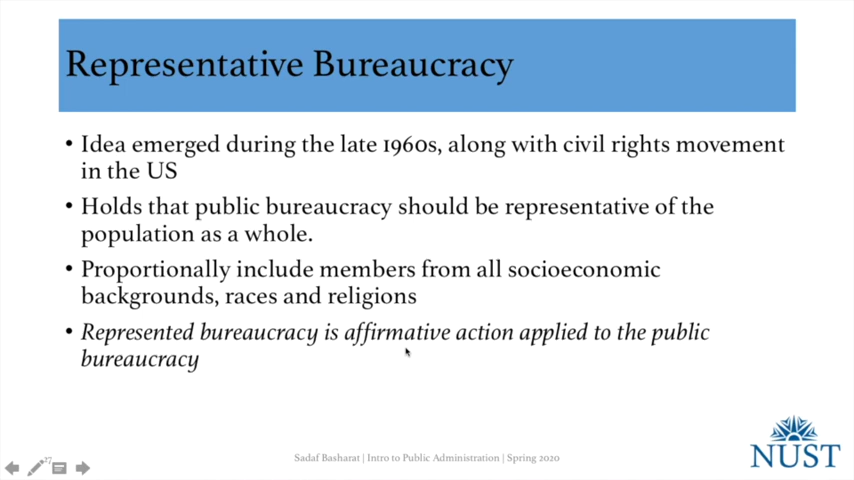 Representative Bureaucracy
• Idea emerged during the late 1960s, along with civil rights movement
in the US
• Holds that public bureaucracy should be representative of the
population as a whole.
• Proportionally include members from all socioeconomic
backgrounds, races and religions
• Represented bureaucracy is affirmative action applied to the public
bureaucracy
Sadaf Basharat | Intro to Public Administration | Spring 2020
NUST
27